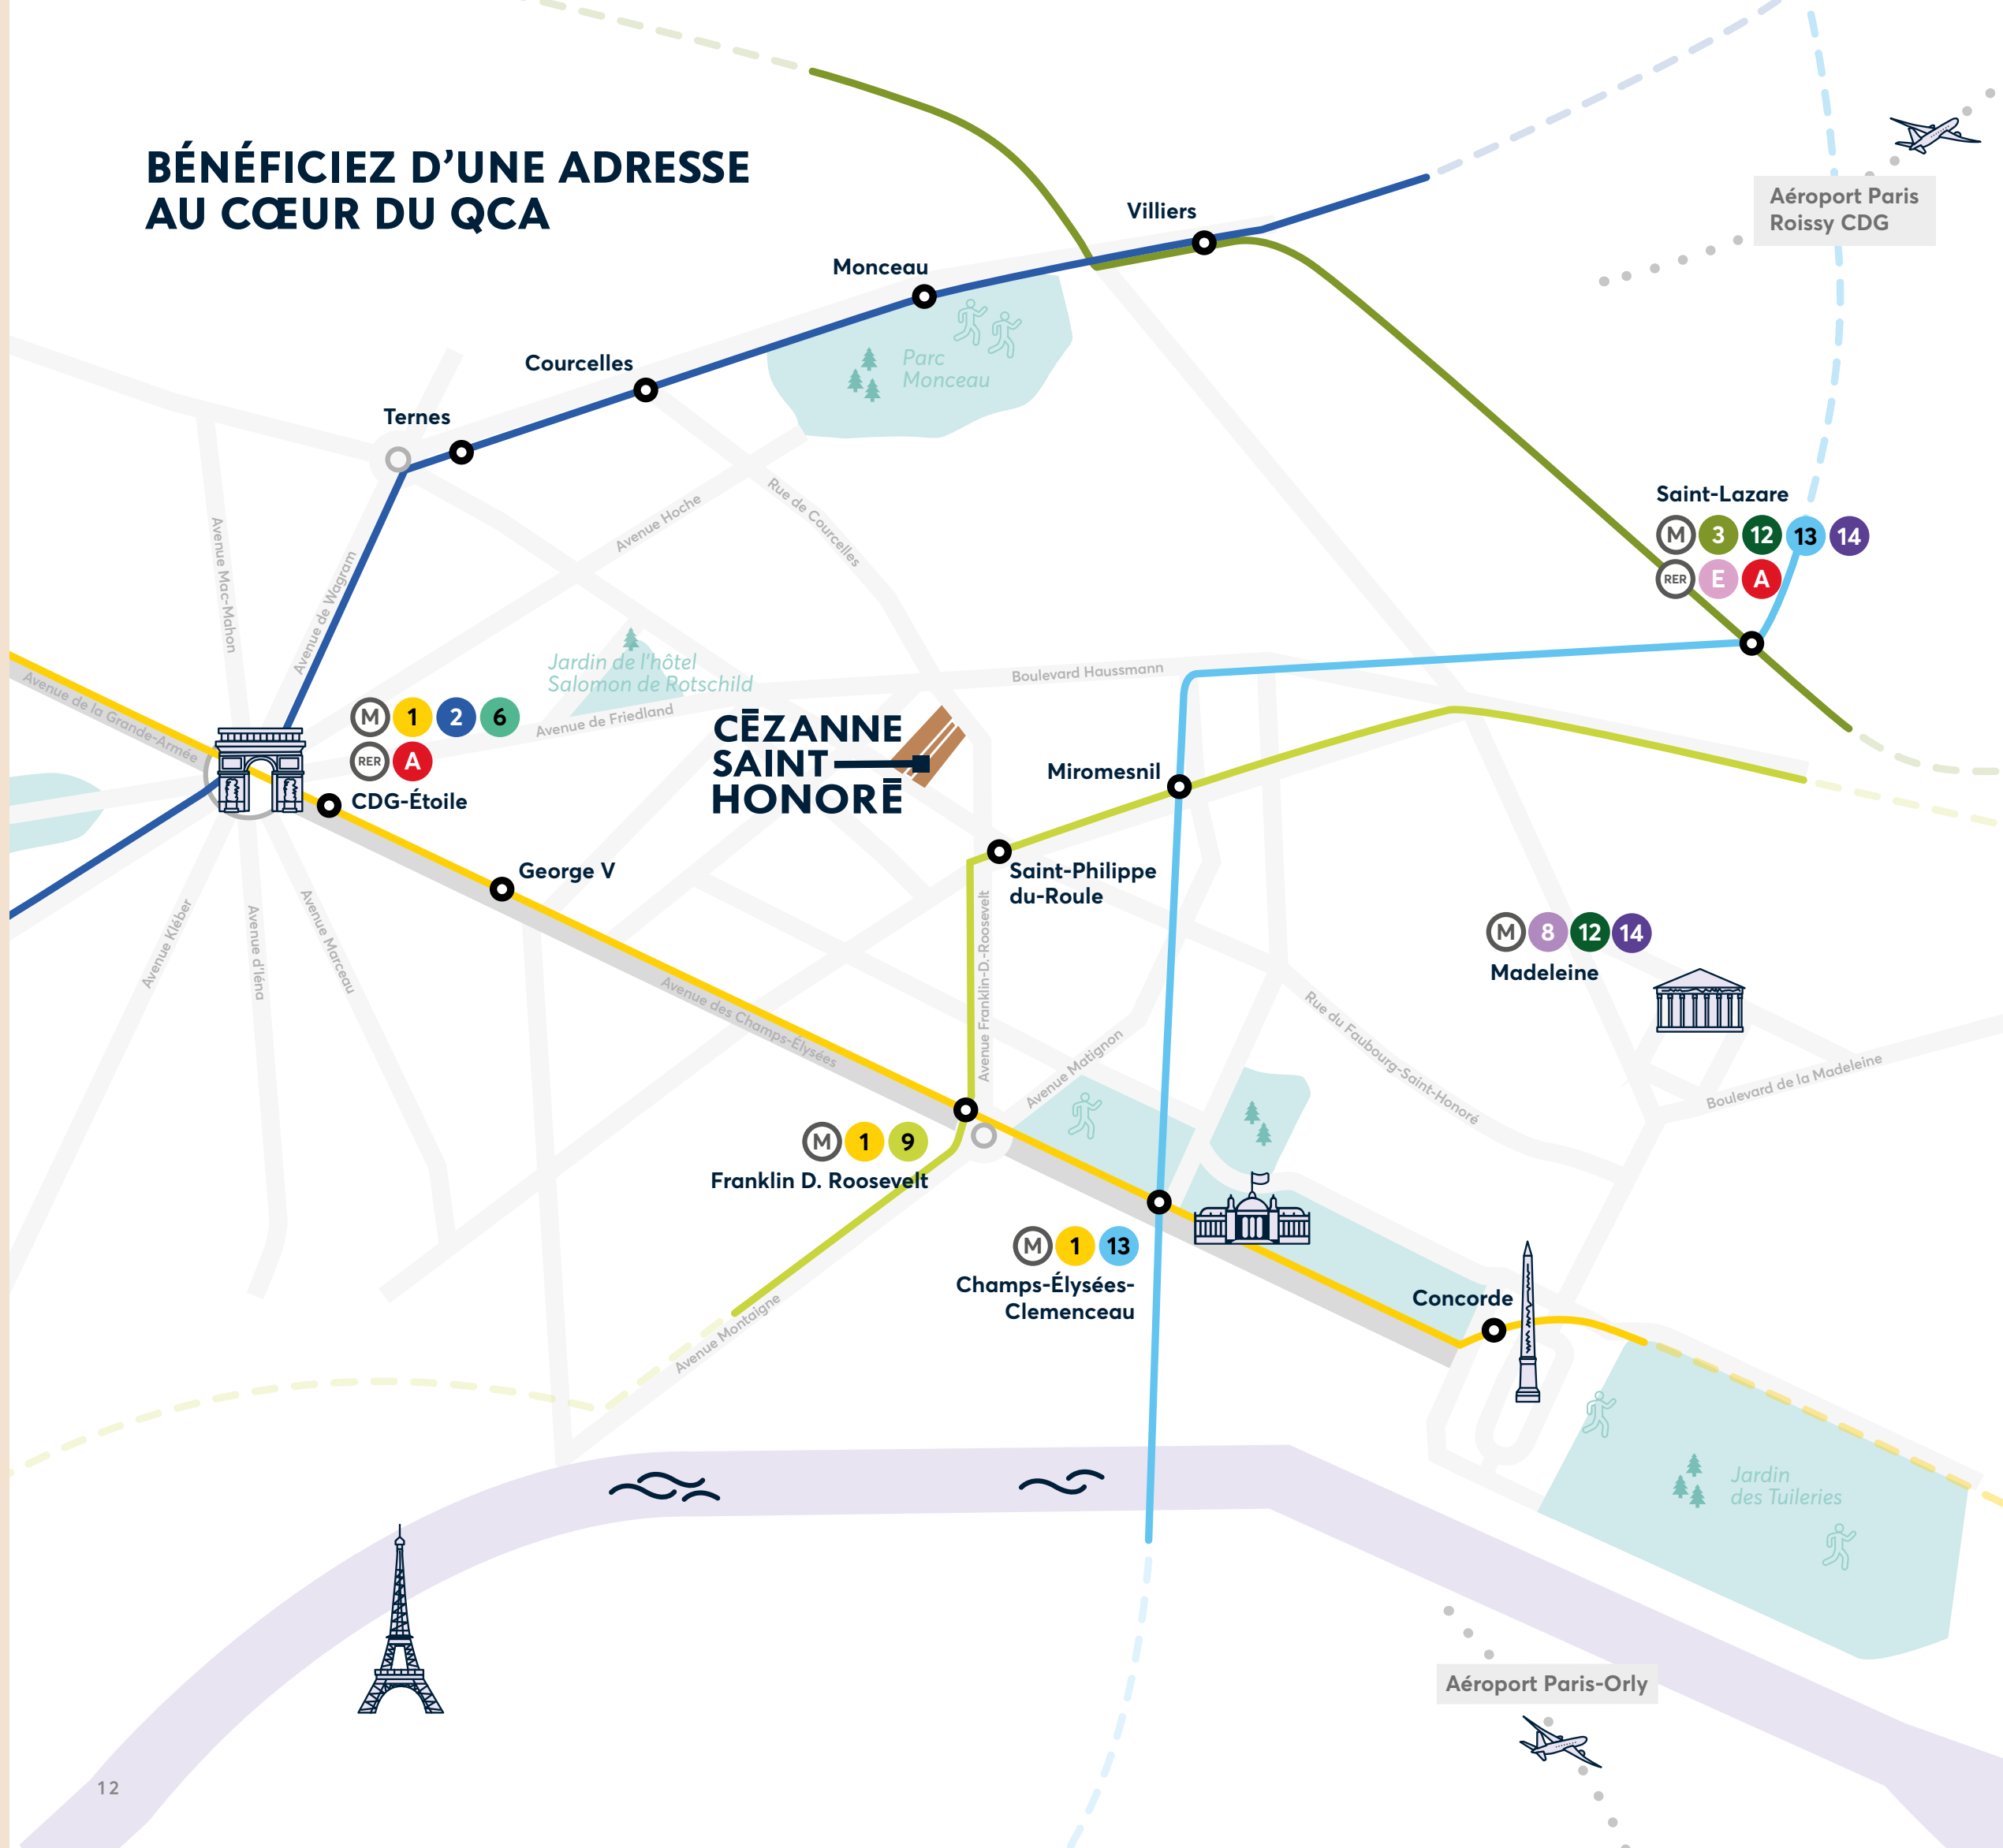 BÉNÉFICIEZ D'UNE ADRESSE
AU CŒUR DU QCA
Aéroport Paris
Roissy CDG
Villiers
Monceau
Parc
Monceau
Courcelles
Ternes
Saint-Lazare
M 3 12 13 14
RER E A
Avenue Hoche
Rue de Courcelles
Avenue Mac-Mahon
Avenue de Wagram
Jardin de l'hôtel
Salomon de Rotschild
Boulevard Haussmann
Avenue de la Grande-Armée
Avenue de Friedland
M 1 2 6
RER A
CDG-Étoile
CĒZANNE
SAINT
HONORĒ
Miromesnil
George V
Saint-Philippe
du-Roule
Avenue Kléber
Avenue d'Iéna
Avenue Marceau
Avenue des Champs-Élysées
Avenue Franklin-D.-Roosevelt
Avenue Matignon
Rue du Faubourg-Saint-Honoré
M 8 12 14
Madeleine
Boulevard de la Madeleine
M 1 9
Franklin D. Roosevelt
M 1 13
Champs-Élysées-
Clemenceau
Concorde
Avenue Montaigne
Jardin
des Tuileries
Aéroport Paris-Orly
12